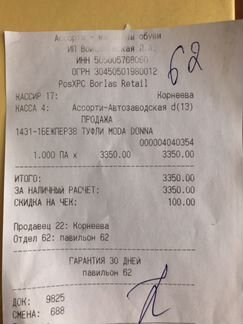 Ассорти - магазин обуви
ИП Л.А.
ИНН 505005768060
ОГРН 30450501980012
62
PosXPC Borlas Retail
КАССИР 17: Корнеева
КАССА 4: Ассорти-Автозаводская d(13)
ПРОДАЖА
1431-1БЕЖПЕР38 ТУФЛИ MODA DONNA
000004040354
1.000 ПА x 3350.00 3350.00
ИТОГО: 3350.00
ЗА НАЛИЧНЫЙ РАСЧЕТ: 3350.00
СКИДКА НА ЧЕК: 100.00
Продавец 22: Корнеева
Отдел 62: павильон 62
ГАРАНТИЯ 30 ДНЕЙ
павильон 62
ДОК: 9825
СМЕНА: 688